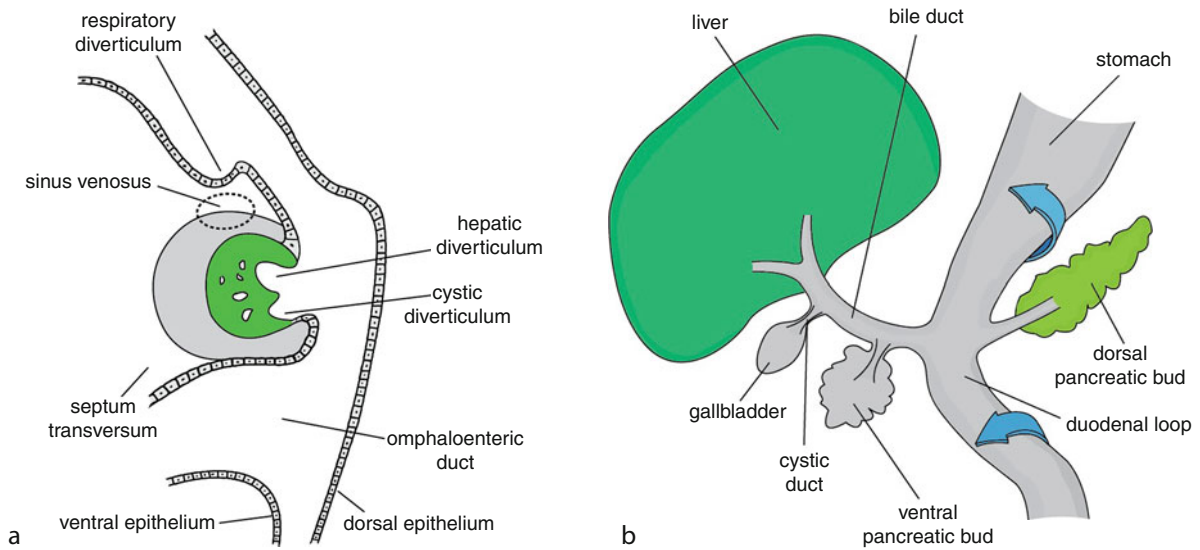 respiratory
diverticulum
sinus venosus
hepatic
diverticulum
cystic
diverticulum
septum
transversum
omphaloenteric
duct
ventral epithelium
dorsal epithelium
a
liver
bile duct
stomach
dorsal
pancreatic bud
gallbladder
duodenal loop
cystic
duct
ventral
pancreatic bud
b